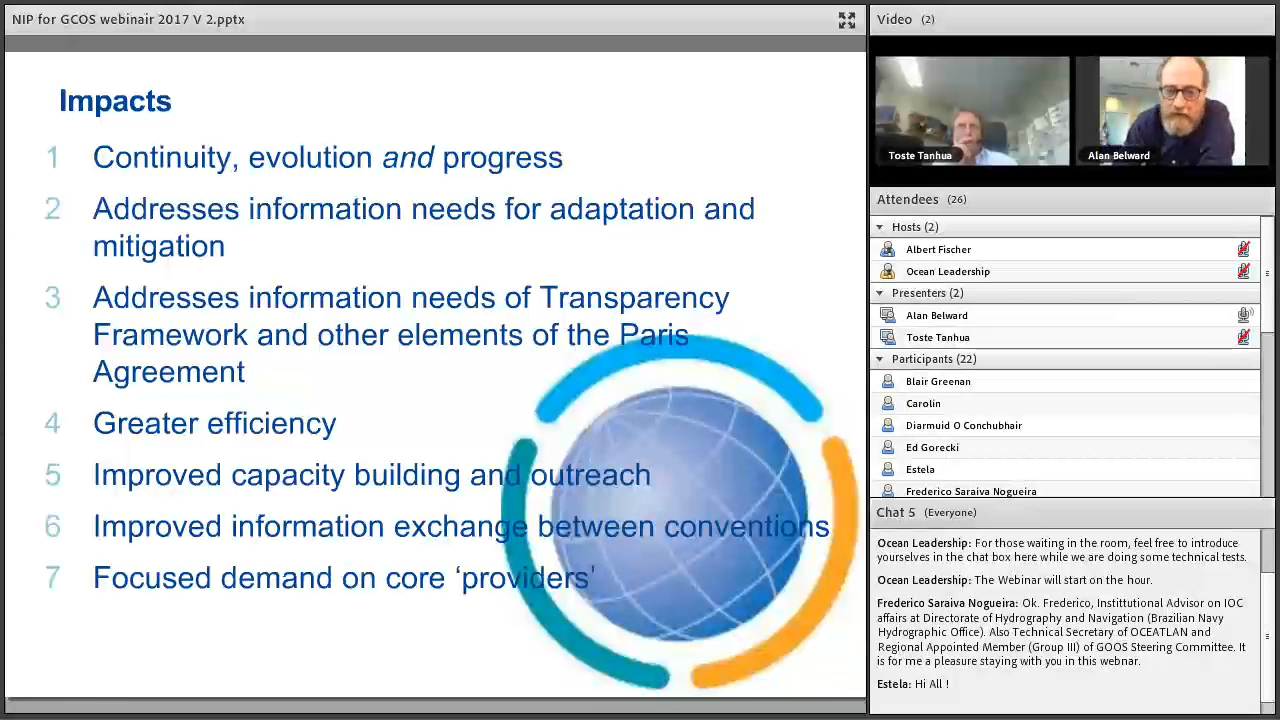 NIP for GCOS webinair 2017 V 2.pptx
Impacts
1 Continuity, evolution and progress
2 Addresses information needs for adaptation and
mitigation
3 Addresses information needs of Transparency
Framework and other elements of the Paris
Agreement
4 Greater efficiency
5 Improved capacity building and outreach
6 Improved information exchange between conventions
7 Focused demand on core ‘providers’
Video (2)
Toste Tanhua
Alan Belward
Attendees (26)
Hosts (2)
Albert Fischer
Ocean Leadership
Presenters (2)
Alan Belward
Toste Tanhua
Participants (22)
Blair Greenan
Carolin
Diarmuid O Conchubhair
Ed Gorecki
Estela
Frederico Saraiva Nogueira
Chat 5 (Everyone)
Ocean Leadership: For those waiting in the room, feel free to introduce
yourselves in the chat box here while we are doing some technical tests.
Ocean Leadership: The Webinar will start on the hour.
Frederico Saraiva Nogueira: Ok. Frederico, Instittutional Advisor on IOC
affairs at Directorate of Hydrography and Navigation (Brazilian Navy
Hydrographic Office). Also Technical Secretary of OCEATLAN and
Regional Appointed Member (Group III) of GOOS Steering Committee. It
is for me a pleasure staying with you in this webnar.
Estela: Hi All !